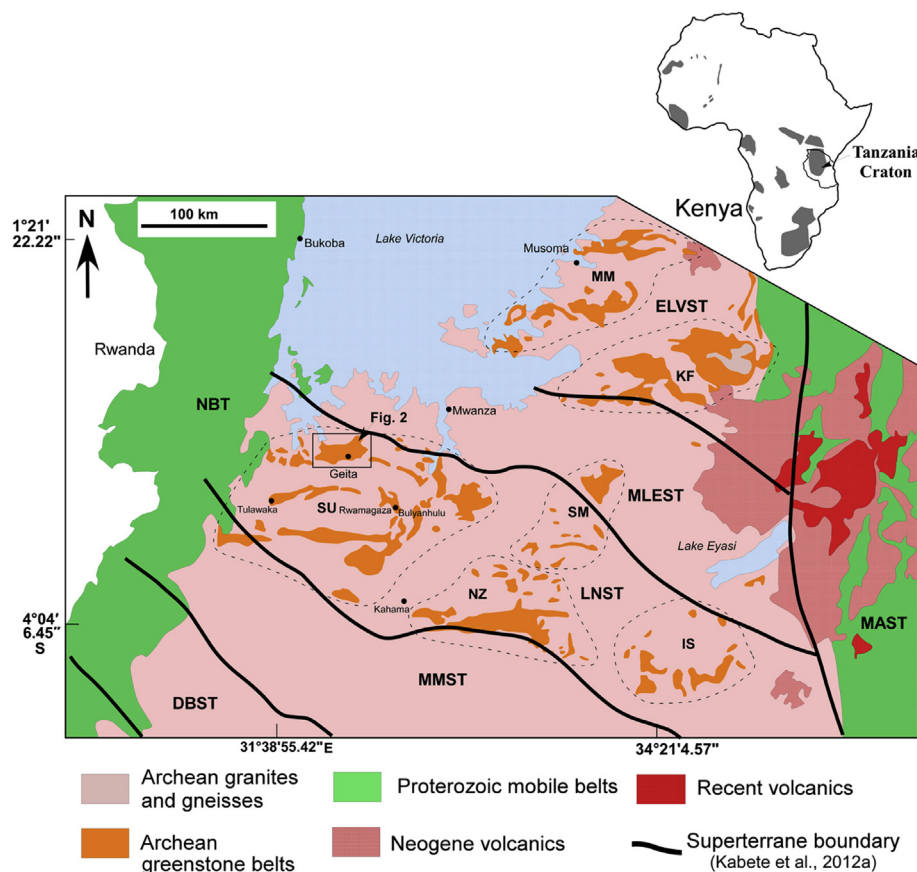 Tanzania
Craton
Kenya
1°21'
22.22"
N
100 km
Bukoba
Lake Victoria
Musoma
MM
ELVST
Rwanda
KF
NBT
Mwanza
Fig. 2
Geita
MLEST
Tulawaka
SU
Rwamagaza
Bulyanhulu
SM
Lake Eyasi
NZ
LNST
Kahama
4°04'
6.45"
S
IS
MAST
MMST
DBST
31°38'55.42"E
34°21'4.57"
Archean granites
and gneisses
Proterozoic mobile belts
Recent volcanics
Archean
greenstone belts
Neogene volcanics
Superterrane boundary
(Kabete et al., 2012a)